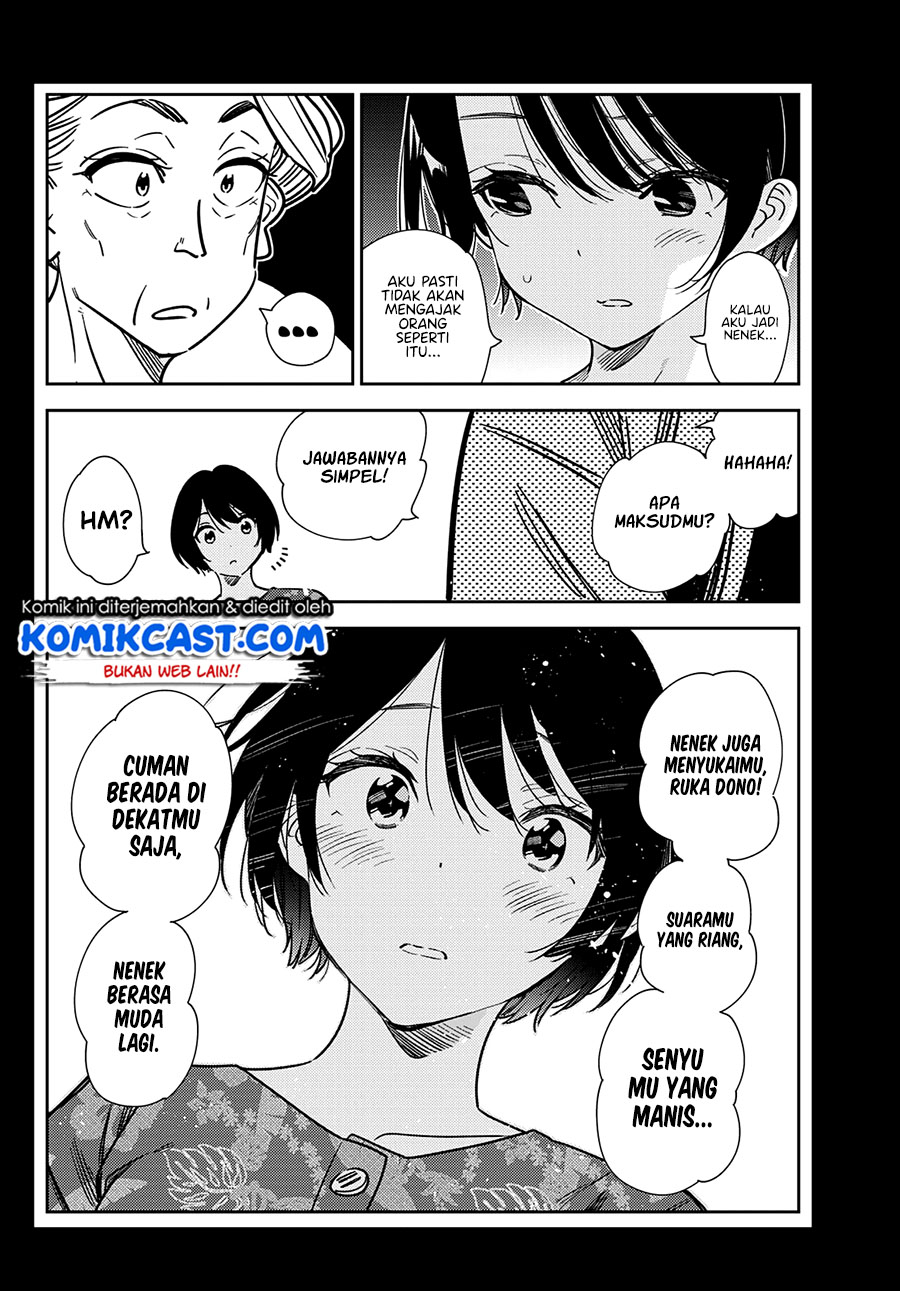 KALAU
AKU JADI
NENEK...
AKU PASTI
TIDAK AKAN
MENGAJAK
ORANG
SEPERTI
ITU...
...
HAHAHA!
APA
MAKSUDMU?
JAWABANNYA
SIMPEL!
HM?
Komik ini diterjemahkan & diedit oleh
KOMIKCAST.COM
BUKAN WEB LAIN!!
NENEK JUGA
MENYUKAIMU,
RUKA DONO!
SUARAMU
YANG RIANG,
SENYU
MU YANG
MANIS...
CUMAN
BERADA DI
DEKATMU
SAJA,
NENEK
BERASA
MUDA
LAGI.